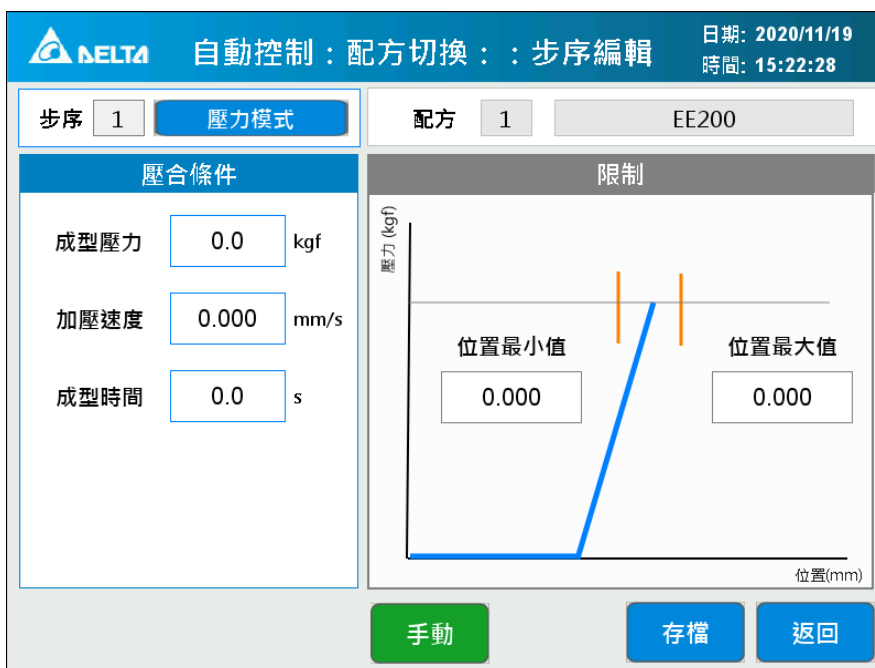 DELTA
自動控制：配方切換：：步序編輯
日期: 2020/11/19
時間: 15:22:28
步序 1 壓力模式
配方 1 EE200
壓合條件
成型壓力 0.0 kgf
加壓速度 0.000 mm/s
成型時間 0.0 s
限制
壓力 (kgf)
位置最小值
0.000
位置最大值
0.000
位置(mm)
手動
存檔
返回